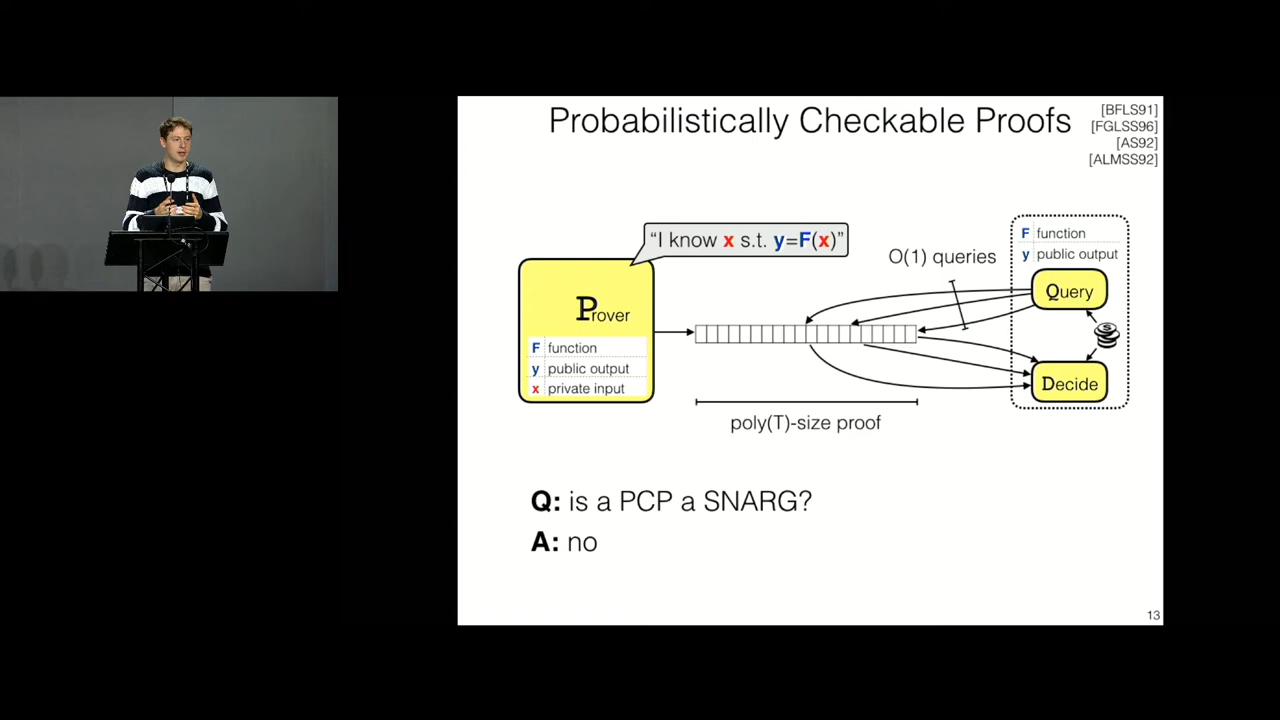 Probabilistically Checkable Proofs
[BFLS91]
[FGLSS96]
[AS92]
[ALMSS92]
"I know x s.t. y=F(x)"
Prover
F function
y public output
x private input
poly(T)-size proof
O(1) queries
F function
y public output
Query
$
Decide
Q: is a PCP a SNARG?
A: no
13